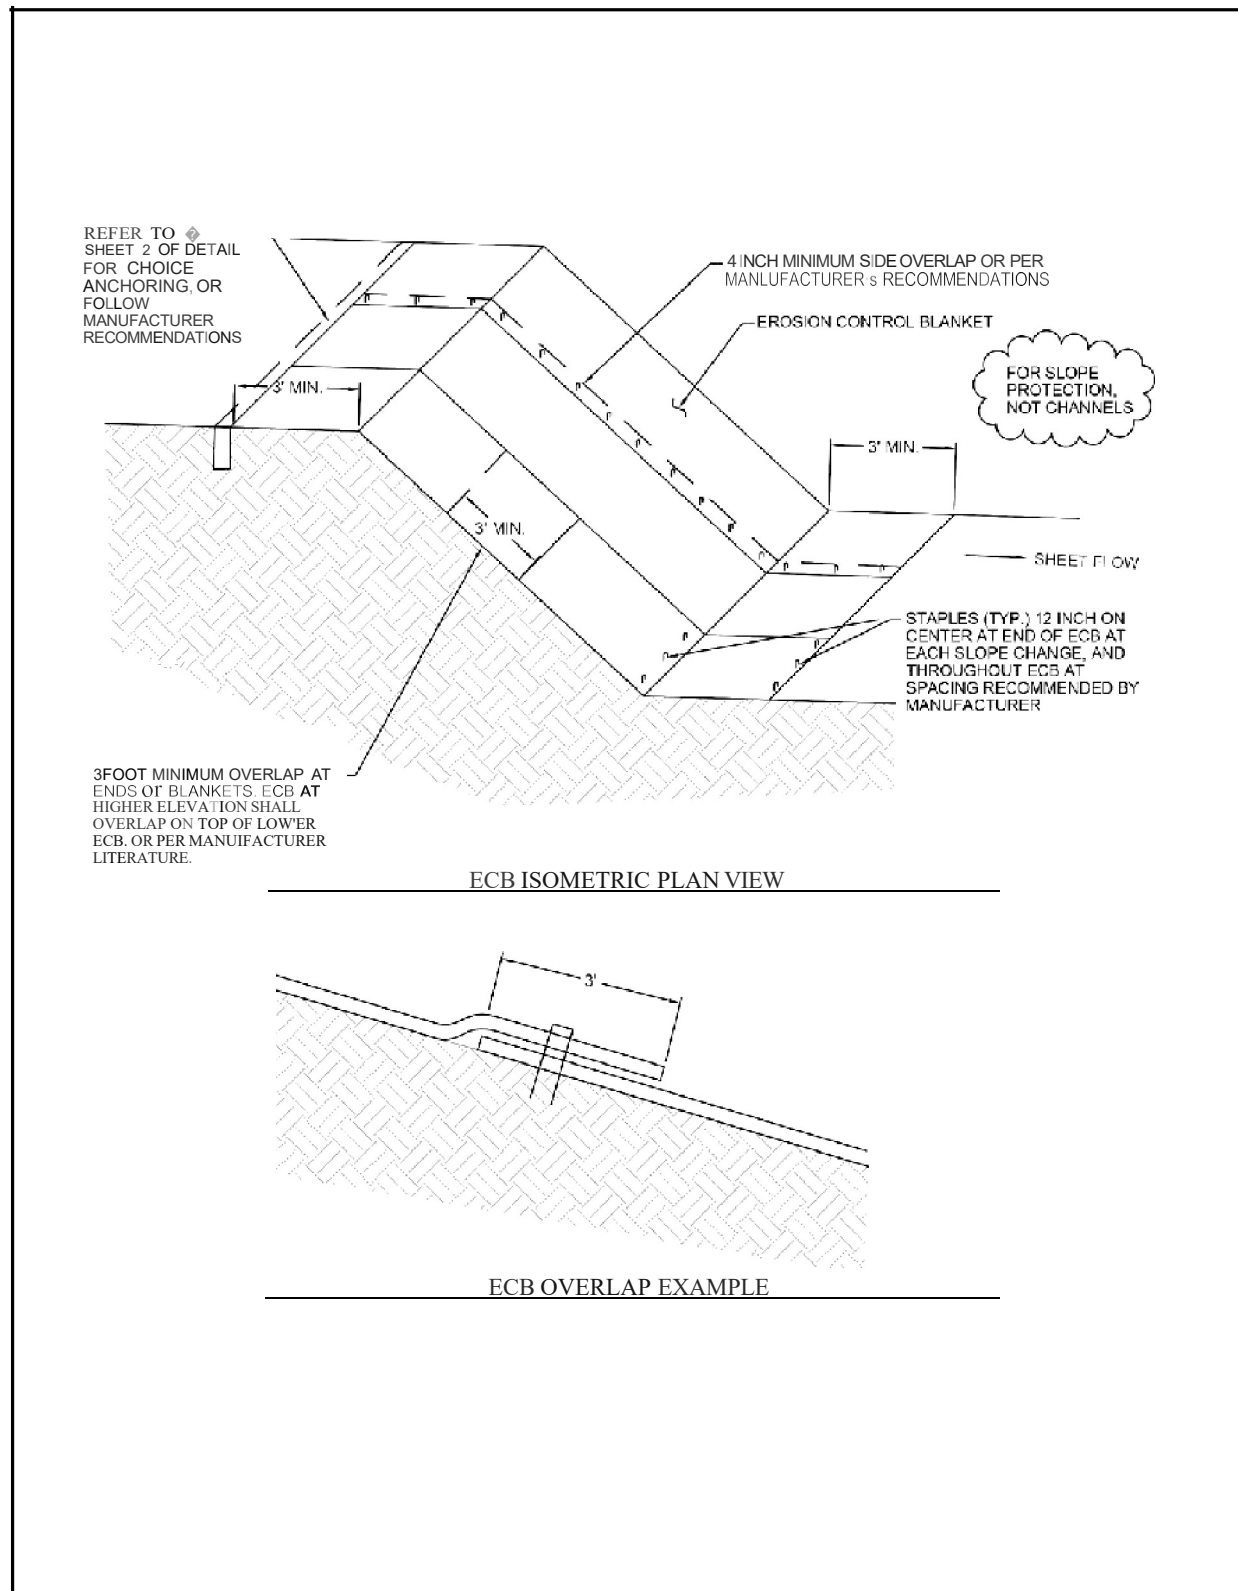 REFER TO �
SHEET 2 OF DETAIL
FOR CHOICE
ANCHORING, OR
FOLLOW
MANUFACTURER
RECOMMENDATIONS
3' MIN.
4 INCH MINIMUM SIDE OVERLAP OR PER
MANLUFACTURER s RECOMMENDATIONS
EROSION CONTROL BLANKET
FOR SLOPE
PROTECTION,
NOT CHANNELS
3' MIN.
3' MIN.
SHEET FLOW
STAPLES (TYP.) 12 INCH ON
CENTER AT END OF ECB AT
EACH SLOPE CHANGE, AND
THROUGHOUT ECB AT
SPACING RECOMMENDED BY
MANUFACTURER
3FOOT MINIMUM OVERLAP AT
ENDS or BLANKETS. ECB AT
HIGHER ELEVATION SHALL
OVERLAP ON TOP OF LOW'ER
ECB. OR PER MANUIFACTURER
LITERATURE.
ECB ISOMETRIC PLAN VIEW
3'
ECB OVERLAP EXAMPLE